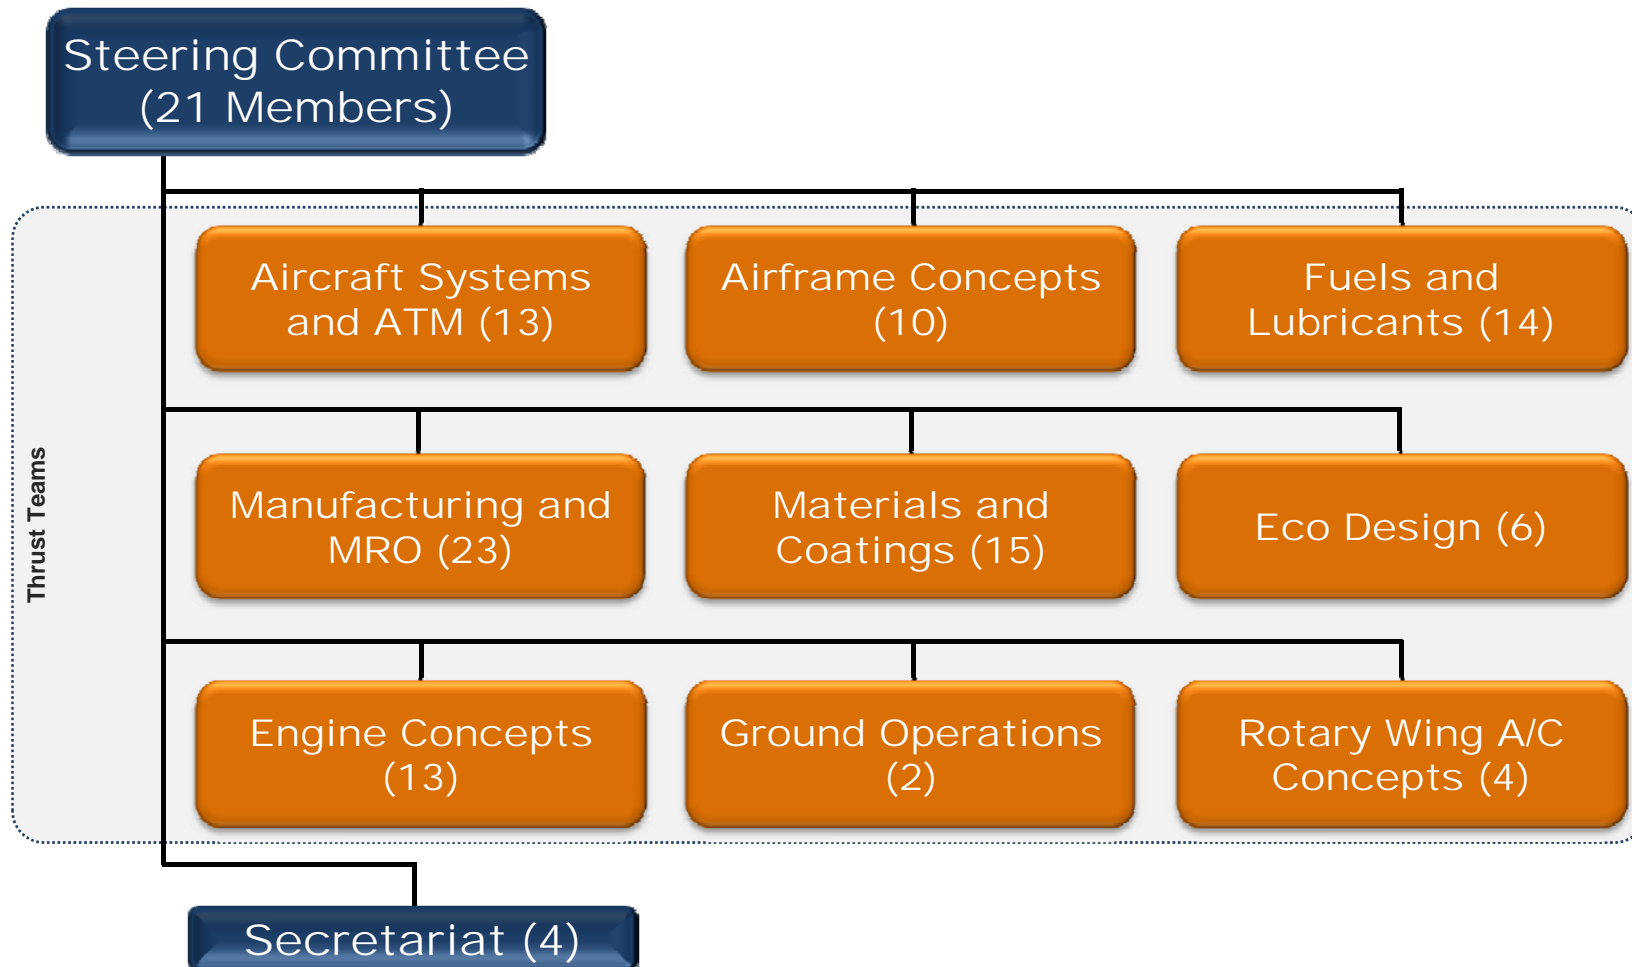 Steering Committee
(21 Members)
Aircraft Systems
and ATM (13)
Airframe Concepts
(10)
Fuels and
Lubricants (14)
Thrust Teams
Manufacturing and
MRO (23)
Materials and
Coatings (15)
Eco Design (6)
Engine Concepts
(13)
Ground Operations
(2)
Rotary Wing A/C
Concepts (4)
Secretariat (4)